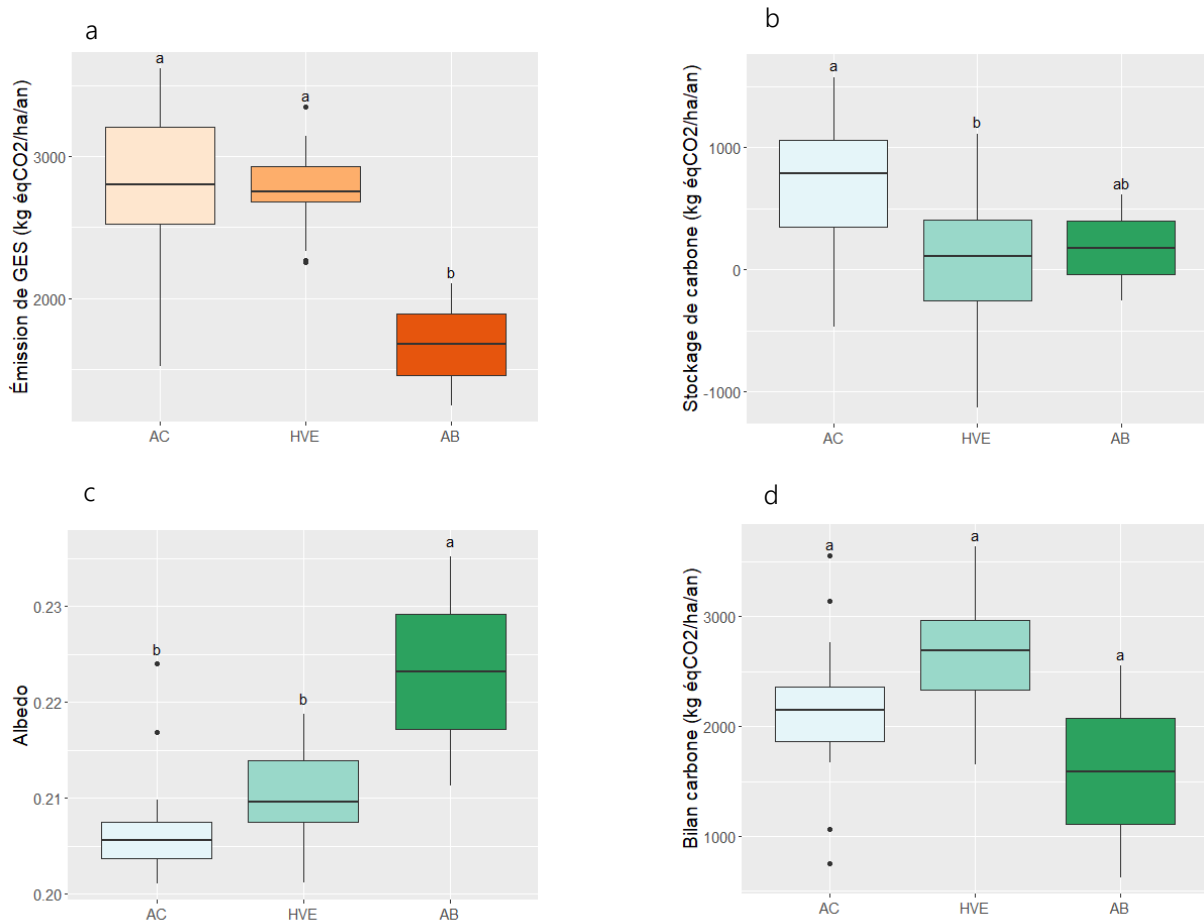 a
Émission de GES (kg éqCO2/ha/an)
3000
2000
a
a
b
AC HVE AB
b
Stockage de carbone (kg éqCO2/ha/an)
1000
0
-1000
a
b
ab
AC HVE AB
c
Albedo
0.23
0.22
0.21
0.20
b
b
a
AC HVE AB
d
Bilan carbone (kg éqCO2/ha/an)
3000
2000
1000
a
a
a
AC HVE AB